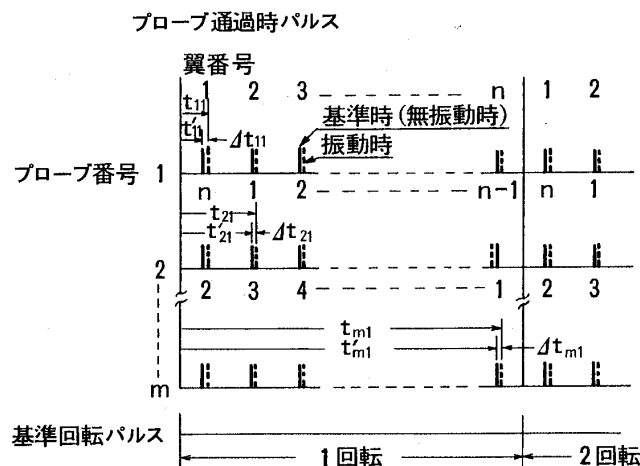 プローブ通過時パルス
翼番号
1 2 3 n 1 2
t11
t'11 Δt11
基準時(無振動時)
振動時
プローブ番号 1
n 1 2 n-1 n 1
t21
t'21 Δt21
2
2 3 4 1 2 3
tm1
t'm1 Δtm1
m
基準回転パルス
1回転 2回転